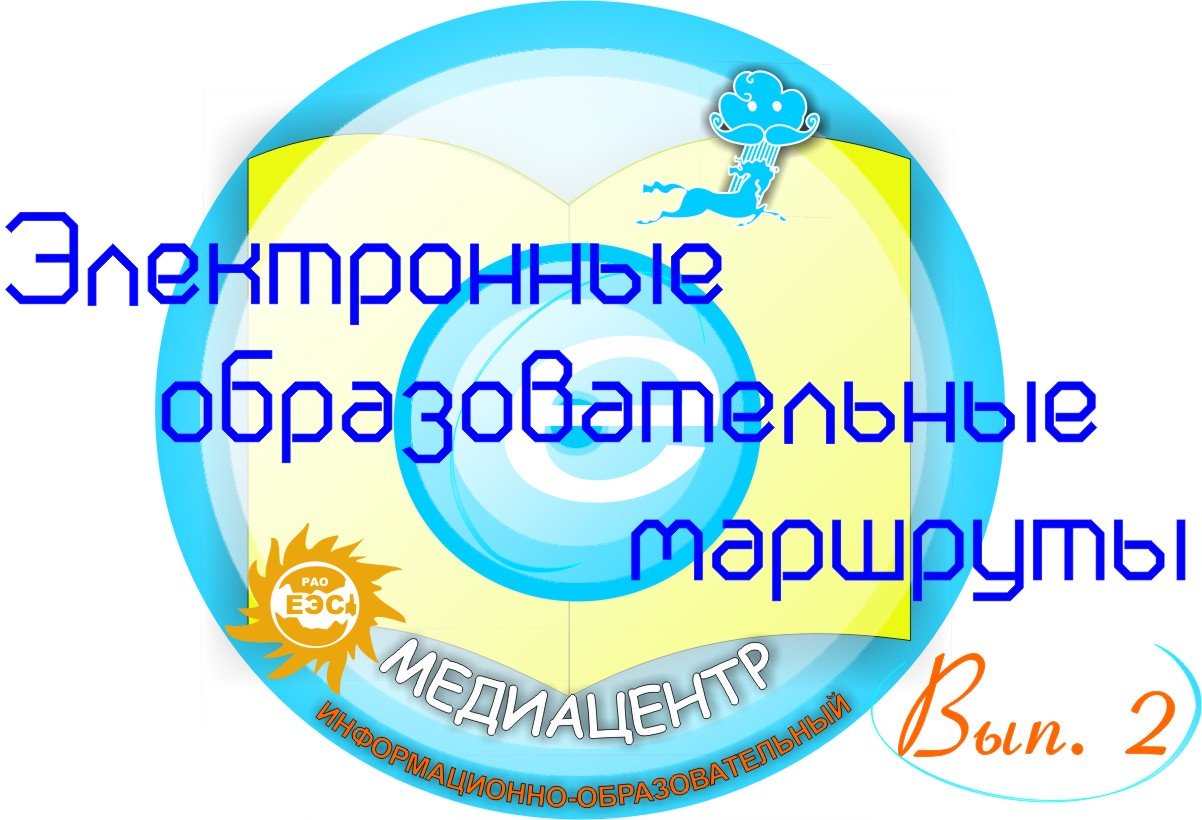 Электронные
образовательные
маршруты
РАО
ЕЭС
МЕДИАЦЕНТР
ИНФОРМАЦИОННО-ОБРАЗОВАТЕЛЬНЫЙ
Вып. 2